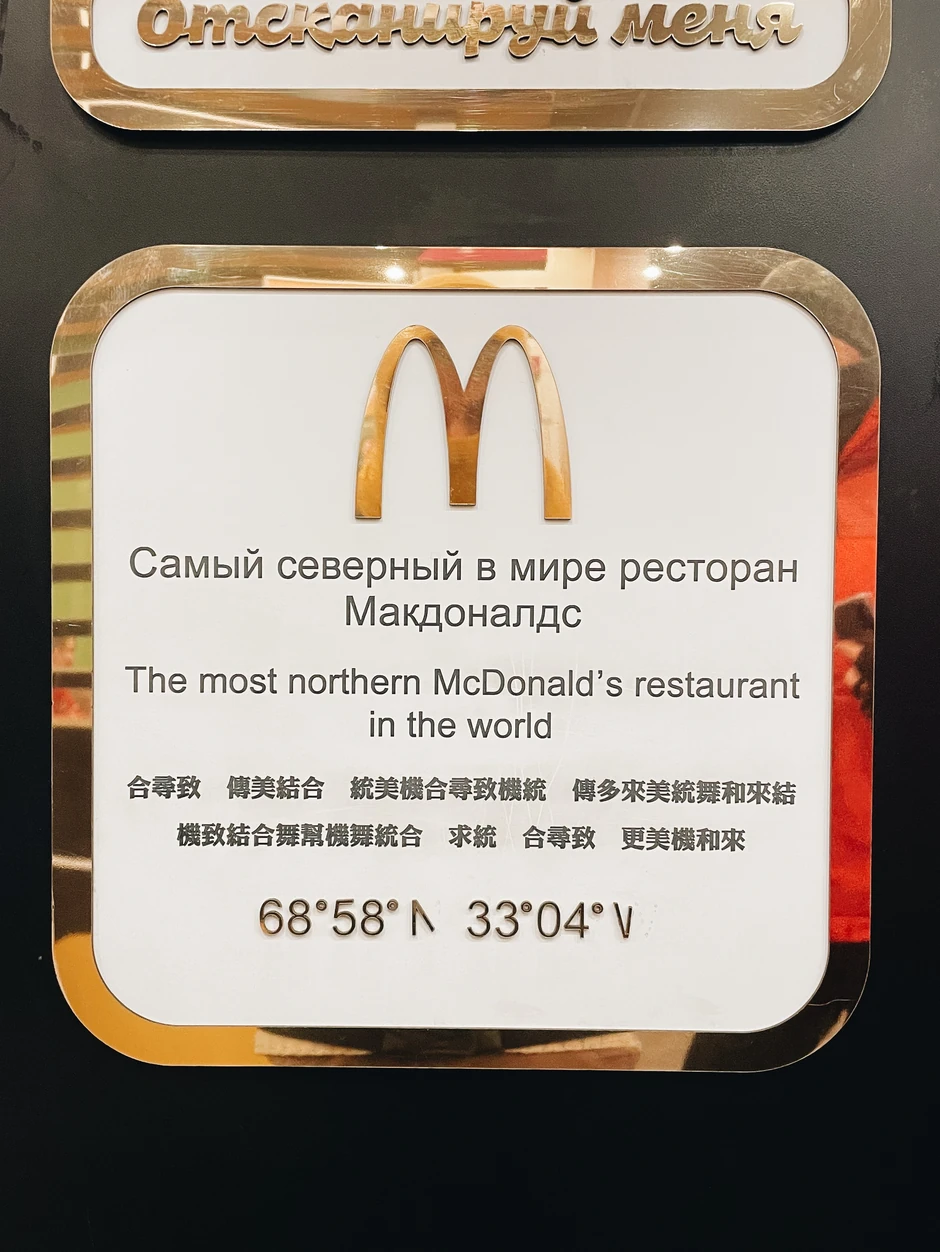 отсканируй меня
Самый северный в мире ресторан
Макдоналдс
The most northern McDonald's restaurant
in the world
合尋致 傳美結合 統美機合尋致機統 傳多來美統舞和來結
機致結合舞幫機舞統合 求統 合尋致 更美機和來
68°58° N 33°04° V